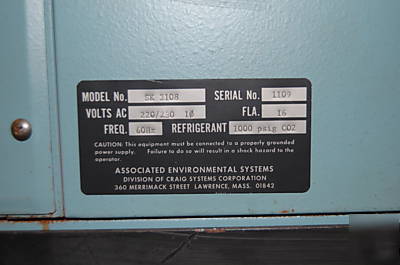 MODEL No. SK 3108 SERIAL No. 1109
VOLTS AC 220/230 1Ø FLA. 16
FREQ. 60Hz REFRIGERANT 1000 psig CO2
CAUTION: This equipment must be connected to a properly grounded
power supply. Failure to do so will result in a shock hazard to the
operator.
ASSOCIATED ENVIRONMENTAL SYSTEMS
DIVISION OF CRAIG SYSTEMS CORPORATION
360 MERRIMACK STREET LAWRENCE, MASS. 01842